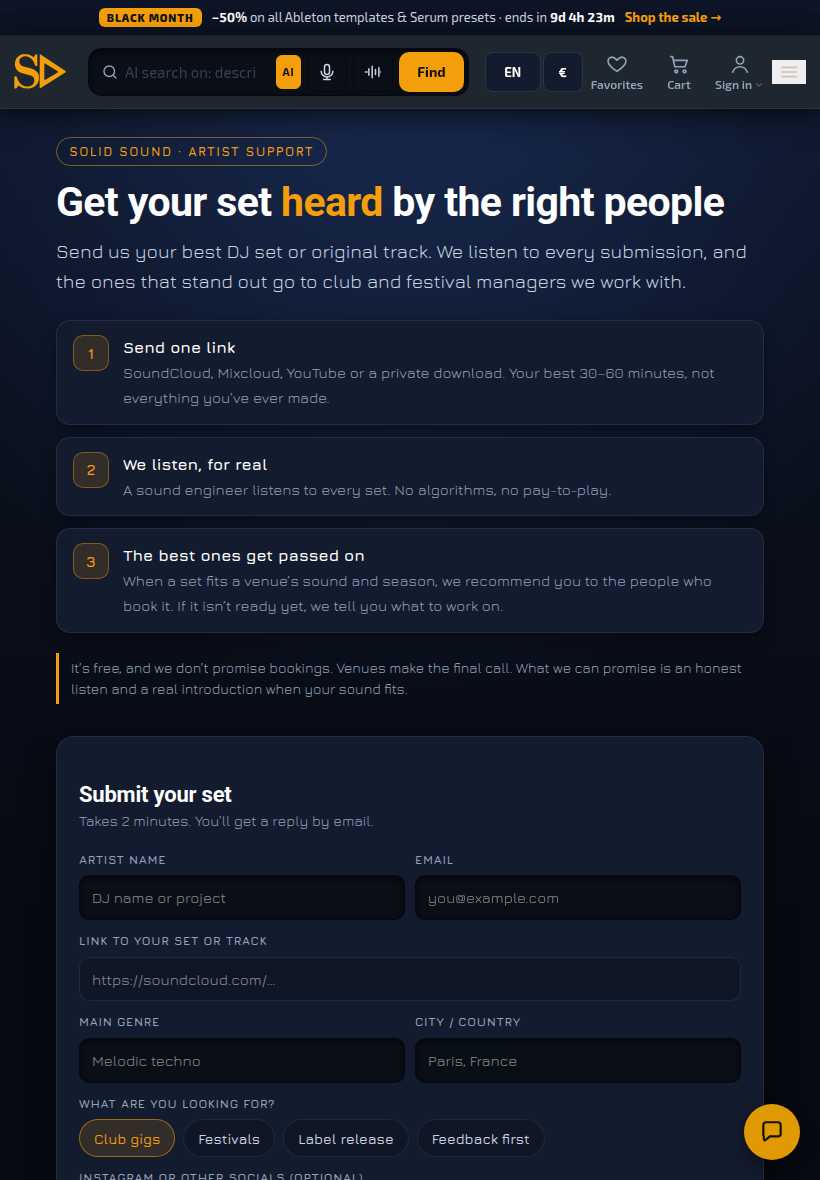 BLACK MONTH −50% on all Ableton templates & Serum presets · ends in 9d 4h 23m Shop the sale →
S AI search on: descri AI Find EN € Favorites Cart Sign in
SOLID SOUND · ARTIST SUPPORT
Get your set heard by the right people
Send us your best DJ set or original track. We listen to every submission, and
the ones that stand out go to club and festival managers we work with.
1 Send one link
SoundCloud, Mixcloud, YouTube or a private download. Your best 30–60 minutes, not
everything you've ever made.
2 We listen, for real
A sound engineer listens to every set. No algorithms, no pay-to-play.
3 The best ones get passed on
When a set fits a venue's sound and season, we recommend you to the people who
book it. If it isn't ready yet, we tell you what to work on.
It's free, and we don't promise bookings. Venues make the final call. What we can promise is an honest
listen and a real introduction when your sound fits.
Submit your set
Takes 2 minutes. You'll get a reply by email.
ARTIST NAME EMAIL
DJ name or project you@example.com
LINK TO YOUR SET OR TRACK
https://soundcloud.com/...
MAIN GENRE CITY / COUNTRY
Melodic techno Paris, France
WHAT ARE YOU LOOKING FOR?
Club gigs Festivals Label release Feedback first
INSTAGRAM OR OTHER SOCIALS (OPTIONAL)